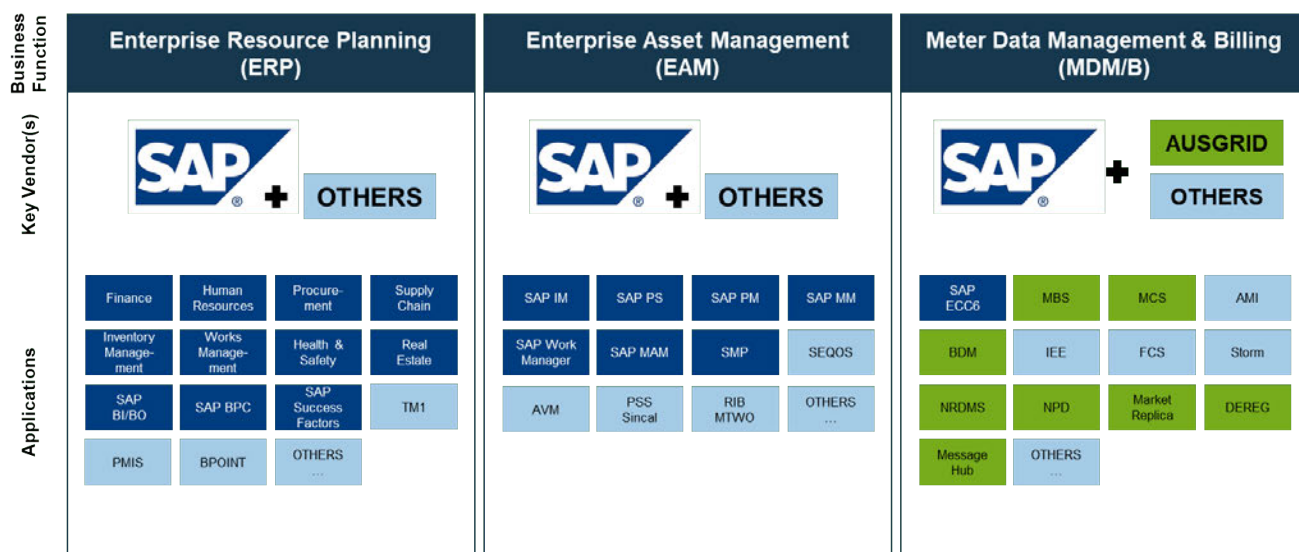 Business
Function
Enterprise Resource Planning
(ERP)
Enterprise Asset Management
(EAM)
Meter Data Management & Billing
(MDM/B)
Key Vendor(s)
SAP
®
+
OTHERS
SAP
®
+
OTHERS
SAP
®
+
AUSGRID
OTHERS
Applications
Finance
Human
Resources
Procure-
ment
Supply
Chain
Inventory
Manage-
ment
Works
Manage-
ment
Health &
Safety
Real
Estate
SAP
BI/BO
SAP BPC
SAP
Success
Factors
TM1
PMIS
BPOINT
OTHERS
…
SAP IM
SAP PS
SAP PM
SAP MM
SAP Work
Manager
SAP MAM
SMP
SEQOS
AVM
PSS
Sincal
RIB
MTWO
OTHERS
…
SAP
ECC6
MBS
MCS
AMI
BDM
IEE
FCS
Storm
NRDMS
NPD
Market
Replica
DEREG
Message
Hub
OTHERS
…